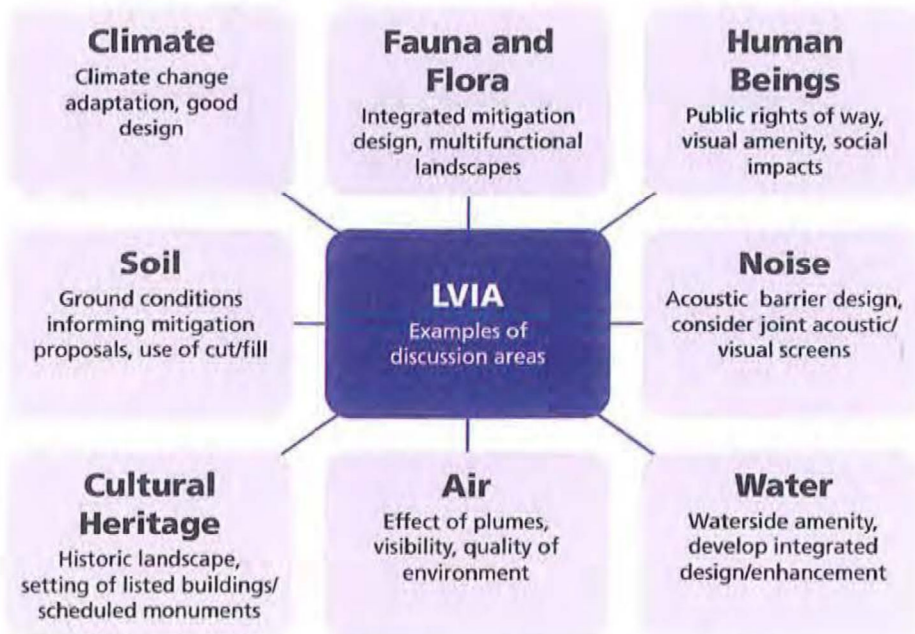 Climate
Climate change
adaptation, good
design
Fauna and
Flora
Integrated mitigation
design, multifunctional
landscapes
Human
Beings
Public rights of way,
visual amenity, social
impacts
Soil
Ground conditions
informing mitigation
proposals, use of cut/fill
LVIA
Examples of
discussion areas
Noise
Acoustic barrier design,
consider joint acoustic/
visual screens
Cultural
Heritage
Historic landscape,
setting of listed buildings/
scheduled monuments
Air
Effect of plumes,
visibility, quality of
environment
Water
Waterside amenity,
develop integrated
design/enhancement